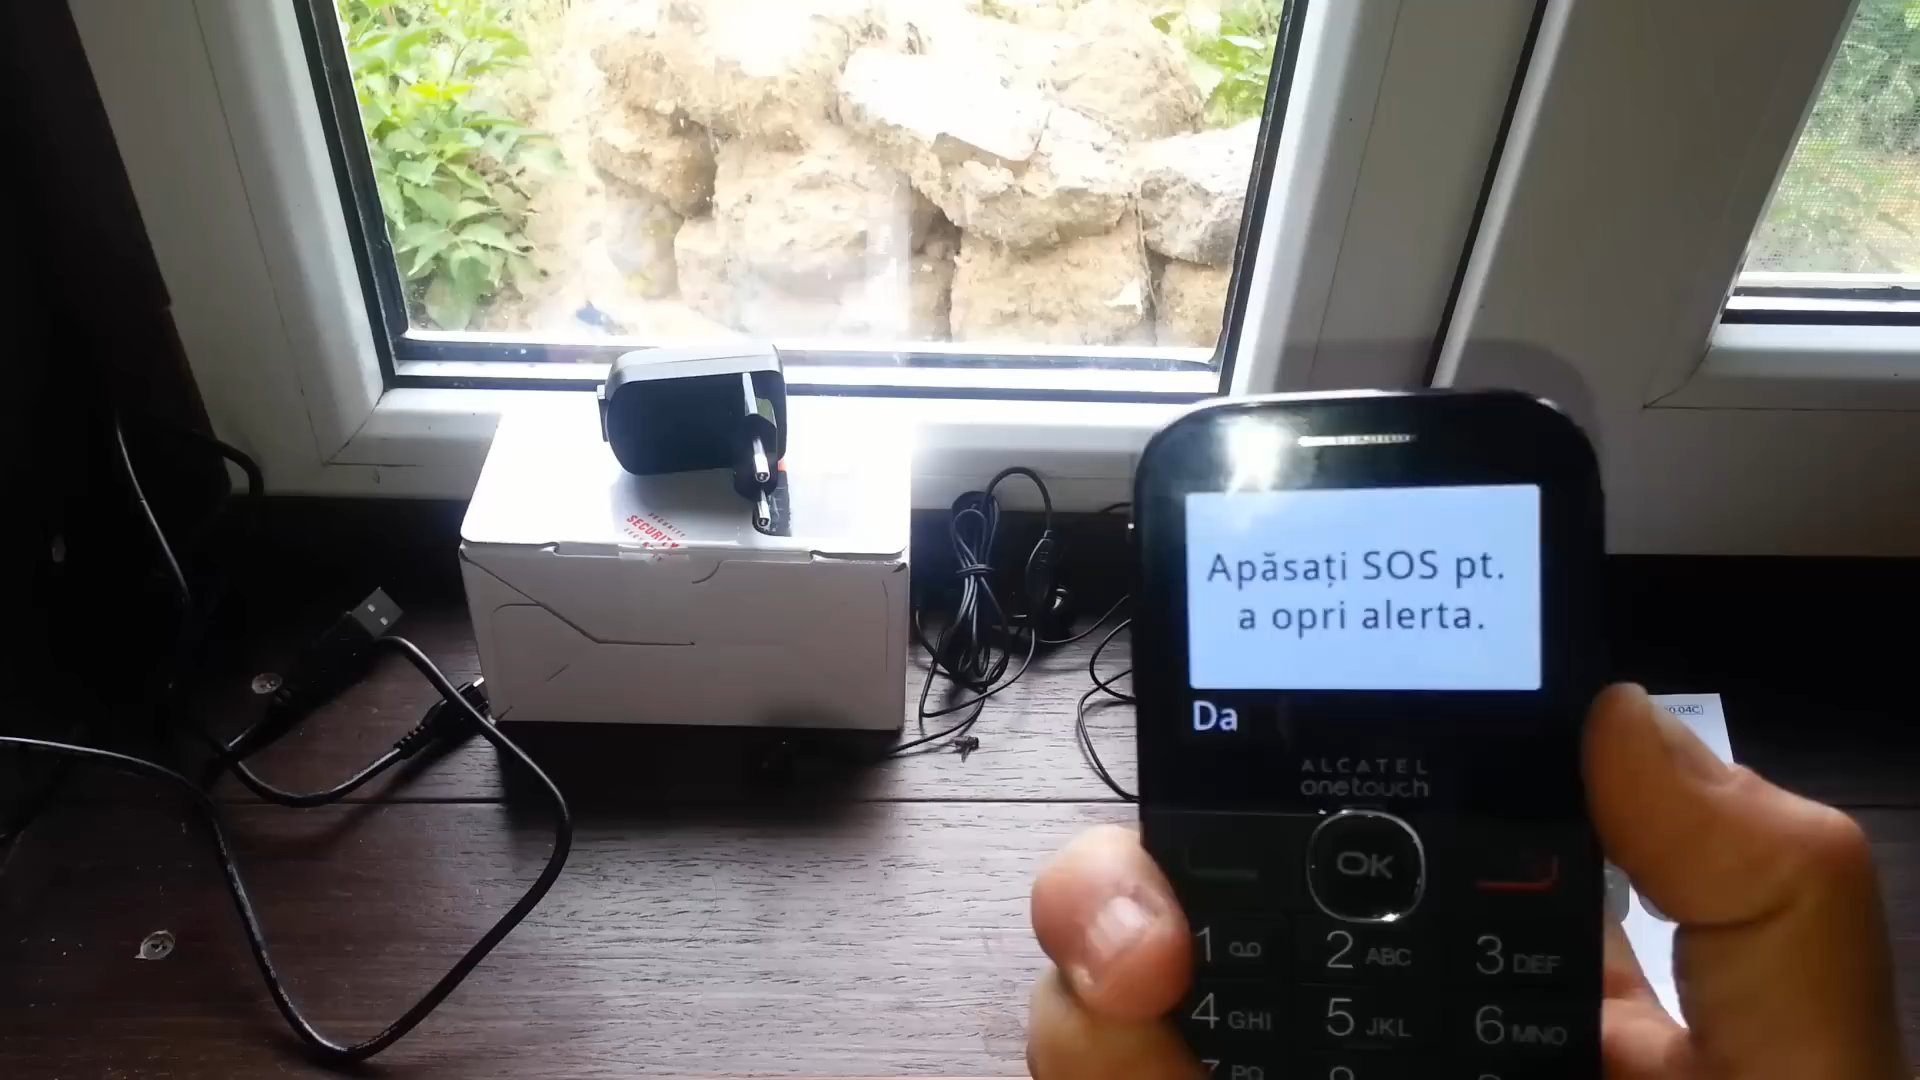 SECURITY
Apăsați SOS pt.
a opri alerta.
Da
ALCATEL
onetouch
OK
1
2 ABC
3 DEF
4 GHI
5 JKL
6 MNO